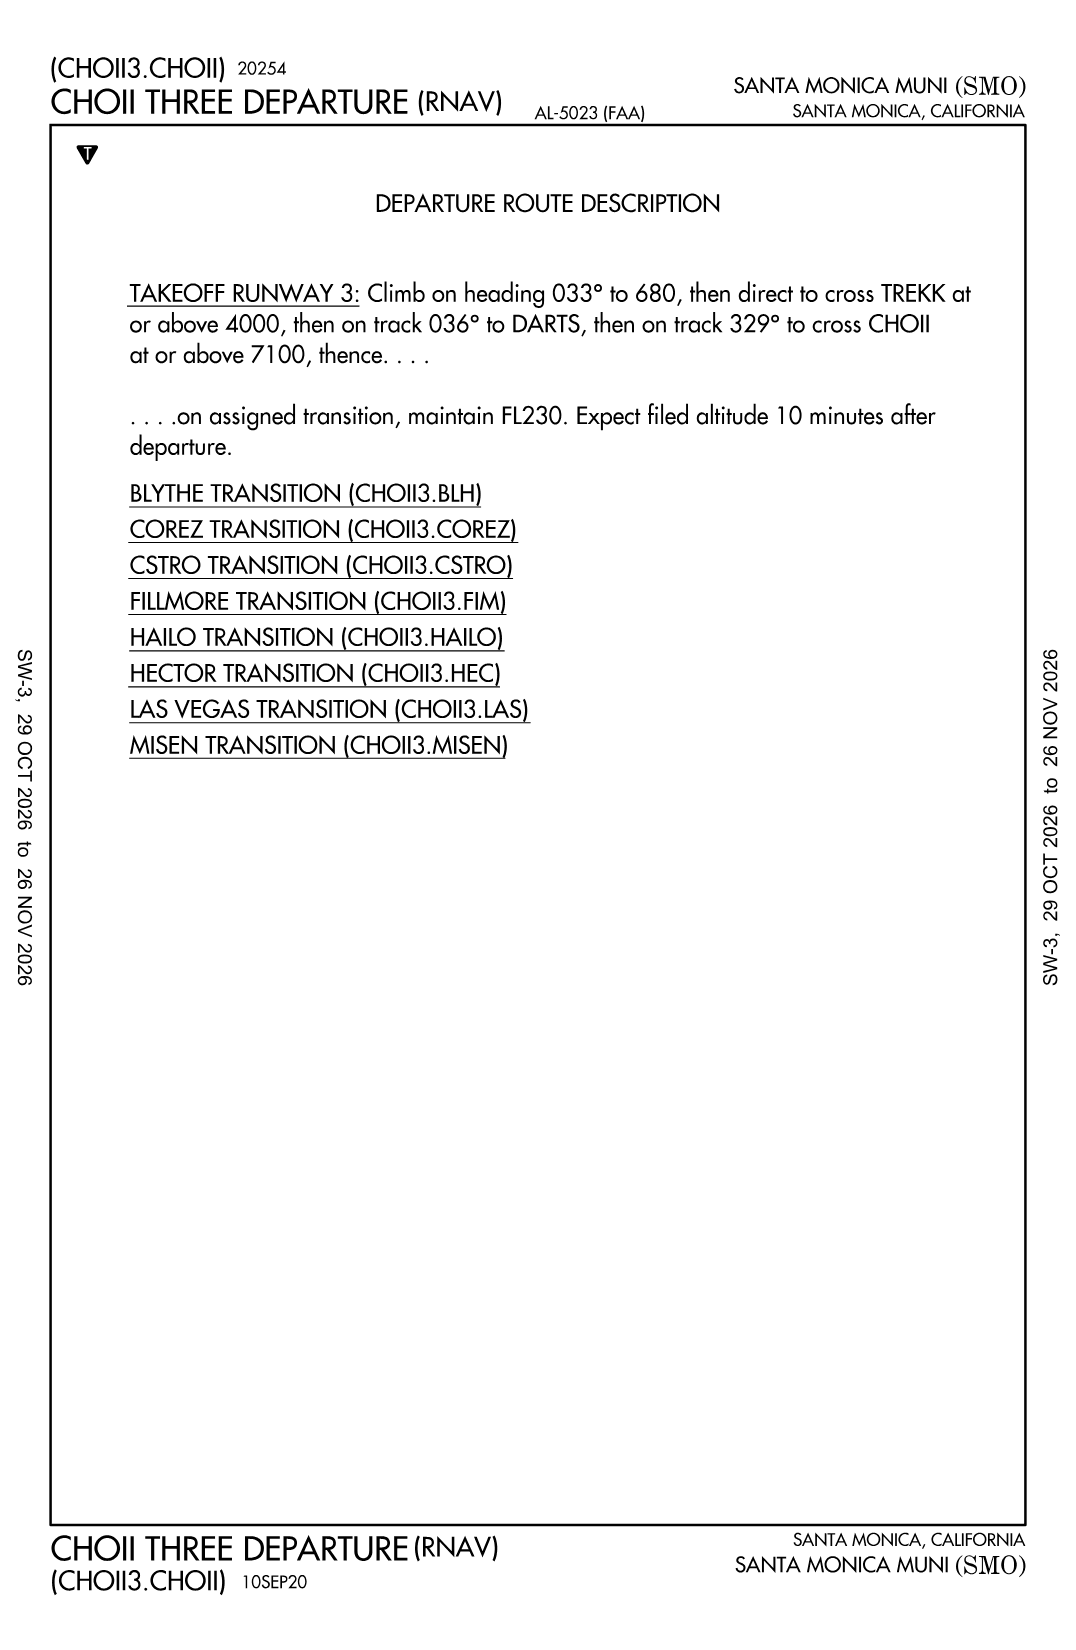 (CHOII3.CHOII) 20254
CHOII THREE DEPARTURE (RNAV)
AL-5023 (FAA)
SANTA MONICA MUNI (SMO)
SANTA MONICA, CALIFORNIA
T
DEPARTURE ROUTE DESCRIPTION
TAKEOFF RUNWAY 3: Climb on heading 033° to 680, then direct to cross TREKK at
or above 4000, then on track 036° to DARTS, then on track 329° to cross CHOII
at or above 7100, thence. . . .
. . . .on assigned transition, maintain FL230. Expect filed altitude 10 minutes after
departure.
BLYTHE TRANSITION (CHOII3.BLH)
COREZ TRANSITION (CHOII3.COREZ)
CSTRO TRANSITION (CHOII3.CSTRO)
FILLMORE TRANSITION (CHOII3.FIM)
HAILO TRANSITION (CHOII3.HAILO)
HECTOR TRANSITION (CHOII3.HEC)
LAS VEGAS TRANSITION (CHOII3.LAS)
MISEN TRANSITION (CHOII3.MISEN)
SW-3, 29 OCT 2026 to 26 NOV 2026
SW-3, 29 OCT 2026 to 26 NOV 2026
CHOII THREE DEPARTURE (RNAV)
(CHOII3.CHOII) 10SEP20
SANTA MONICA, CALIFORNIA
SANTA MONICA MUNI (SMO)